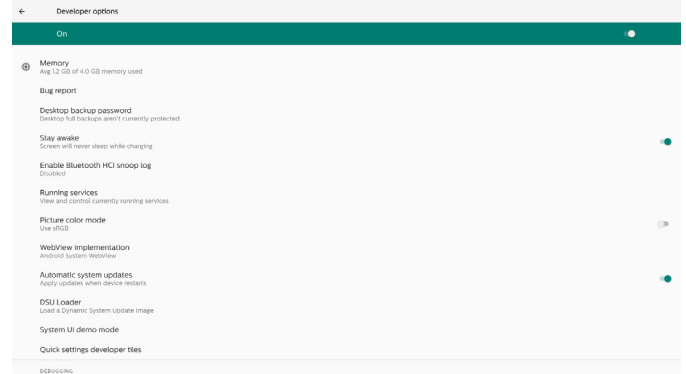 Developer options
On
Memory
Avg 1.2 GB of 4.0 GB memory used
Bug report
Desktop backup password
Desktop full backups aren't currently protected
Stay awake
Screen will never sleep while charging
Enable Bluetooth HCI snoop log
Disabled
Running services
View and control currently running services
Picture color mode
Use sRGB
WebView implementation
Android System WebView
Automatic system updates
Apply updates when device restarts
DSU Loader
Load a Dynamic System Update Image
System UI demo mode
Quick settings developer tiles
DEBUGGING